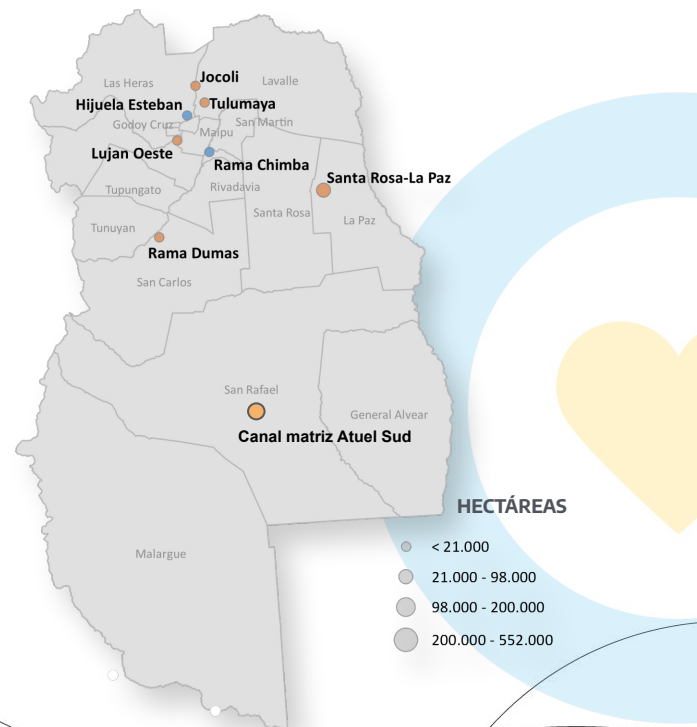 Jocoli
Las Heras
Lavalle
Hijuela Esteban
Tulumaya
Godoy Cruz
San Martin
Maipu
Lujan Oeste
Rama Chimba
Santa Rosa-La Paz
Tupungato
Rivadavia
Santa Rosa
La Paz
Tunuyan
Rama Dumas
San Carlos
San Rafael
General Alvear
Canal matriz Atuel Sud
HECTÁREAS
< 21.000
21.000 - 98.000
98.000 - 200.000
200.000 - 552.000
Malargue